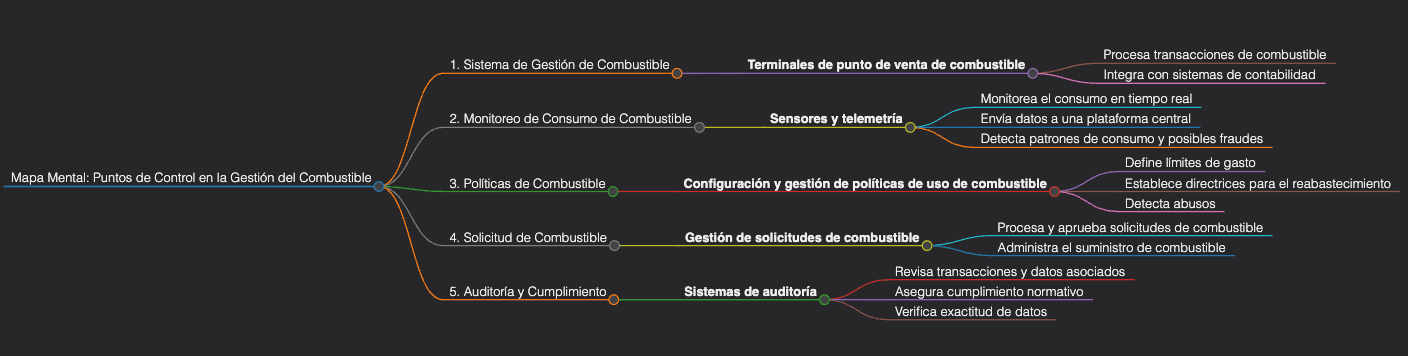 Mapa Mental: Puntos de Control en la Gestión del Combustible
1. Sistema de Gestión de Combustible
Terminales de punto de venta de combustible
Procesa transacciones de combustible
Integra con sistemas de contabilidad
2. Monitoreo de Consumo de Combustible
Sensores y telemetría
Monitorea el consumo en tiempo real
Envía datos a una plataforma central
Detecta patrones de consumo y posibles fraudes
3. Políticas de Combustible
Configuración y gestión de políticas de uso de combustible
Define límites de gasto
Establece directrices para el reabastecimiento
Detecta abusos
4. Solicitud de Combustible
Gestión de solicitudes de combustible
Procesa y aprueba solicitudes de combustible
Administra el suministro de combustible
5. Auditoría y Cumplimiento
Sistemas de auditoría
Revisa transacciones y datos asociados
Asegura cumplimiento normativo
Verifica exactitud de datos